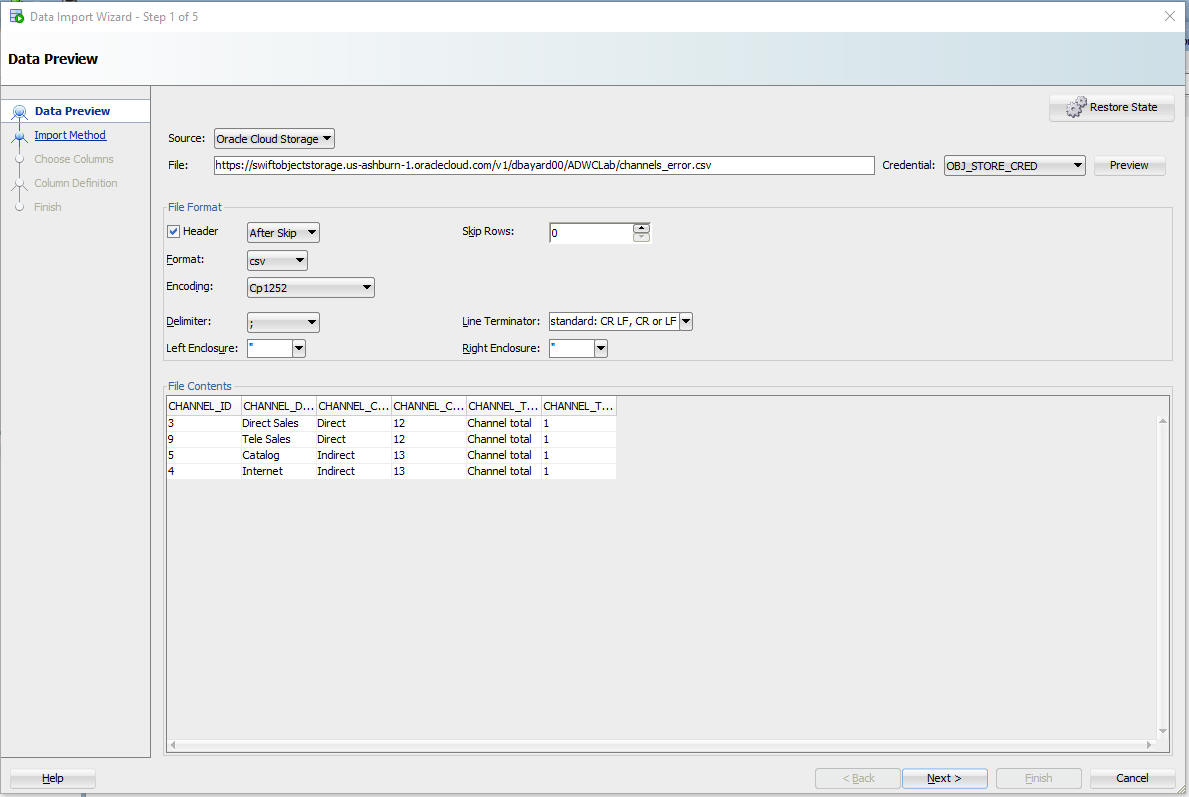 Data Import Wizard - Step 1 of 5
Data Preview
Data Preview
Import Method
Choose Columns
Column Definition
Finish
Restore State
Source: Oracle Cloud Storage
File: https://swiftobjectstorage.us-ashburn-1.oraclecloud.com/v1/dbayard00/ADWCLab/channels_error.csv Credential: OBJ_STORE_CRED Preview
File Format
Header After Skip Skip Rows: 0
Format: csv
Encoding: Cp1252
Delimiter: ; Line Terminator: standard: CR LF, CR or LF
Left Enclosure: " Right Enclosure: "
File Contents
CHANNEL_ID CHANNEL_D... CHANNEL_C... CHANNEL_C... CHANNEL_T... CHANNEL_T...
3 Direct Sales Direct 12 Channel total 1
9 Tele Sales Direct 12 Channel total 1
5 Catalog Indirect 13 Channel total 1
4 Internet Indirect 13 Channel total 1
Help < Back Next > Finish Cancel